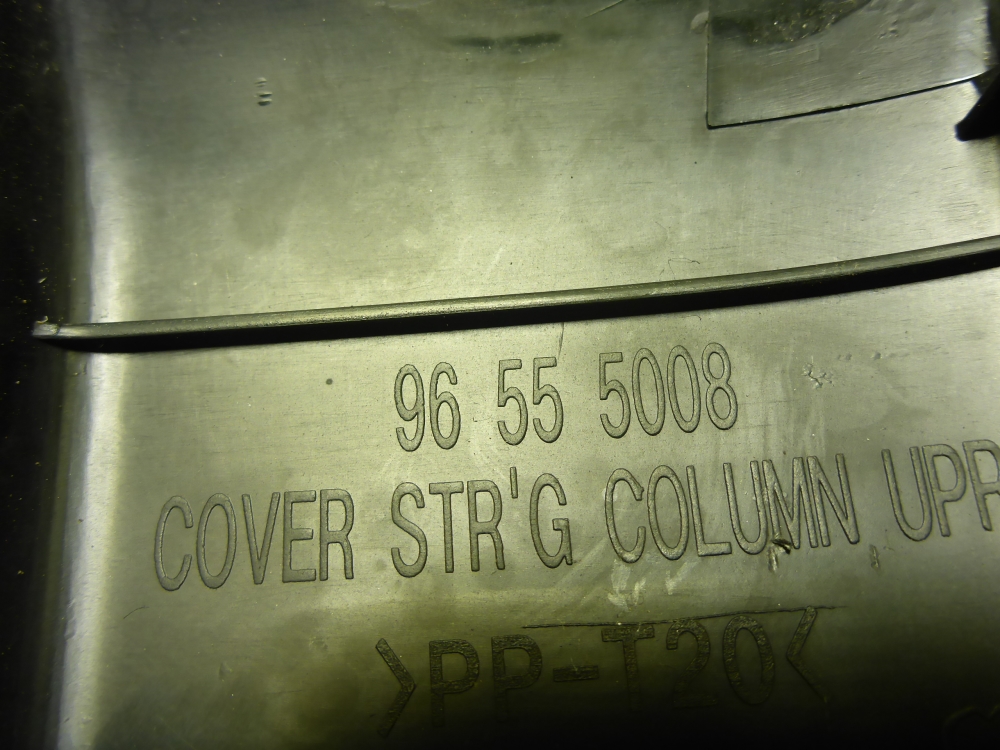 96 55 5008
COVER STR'G COLUMN UPR
>PP-T20<